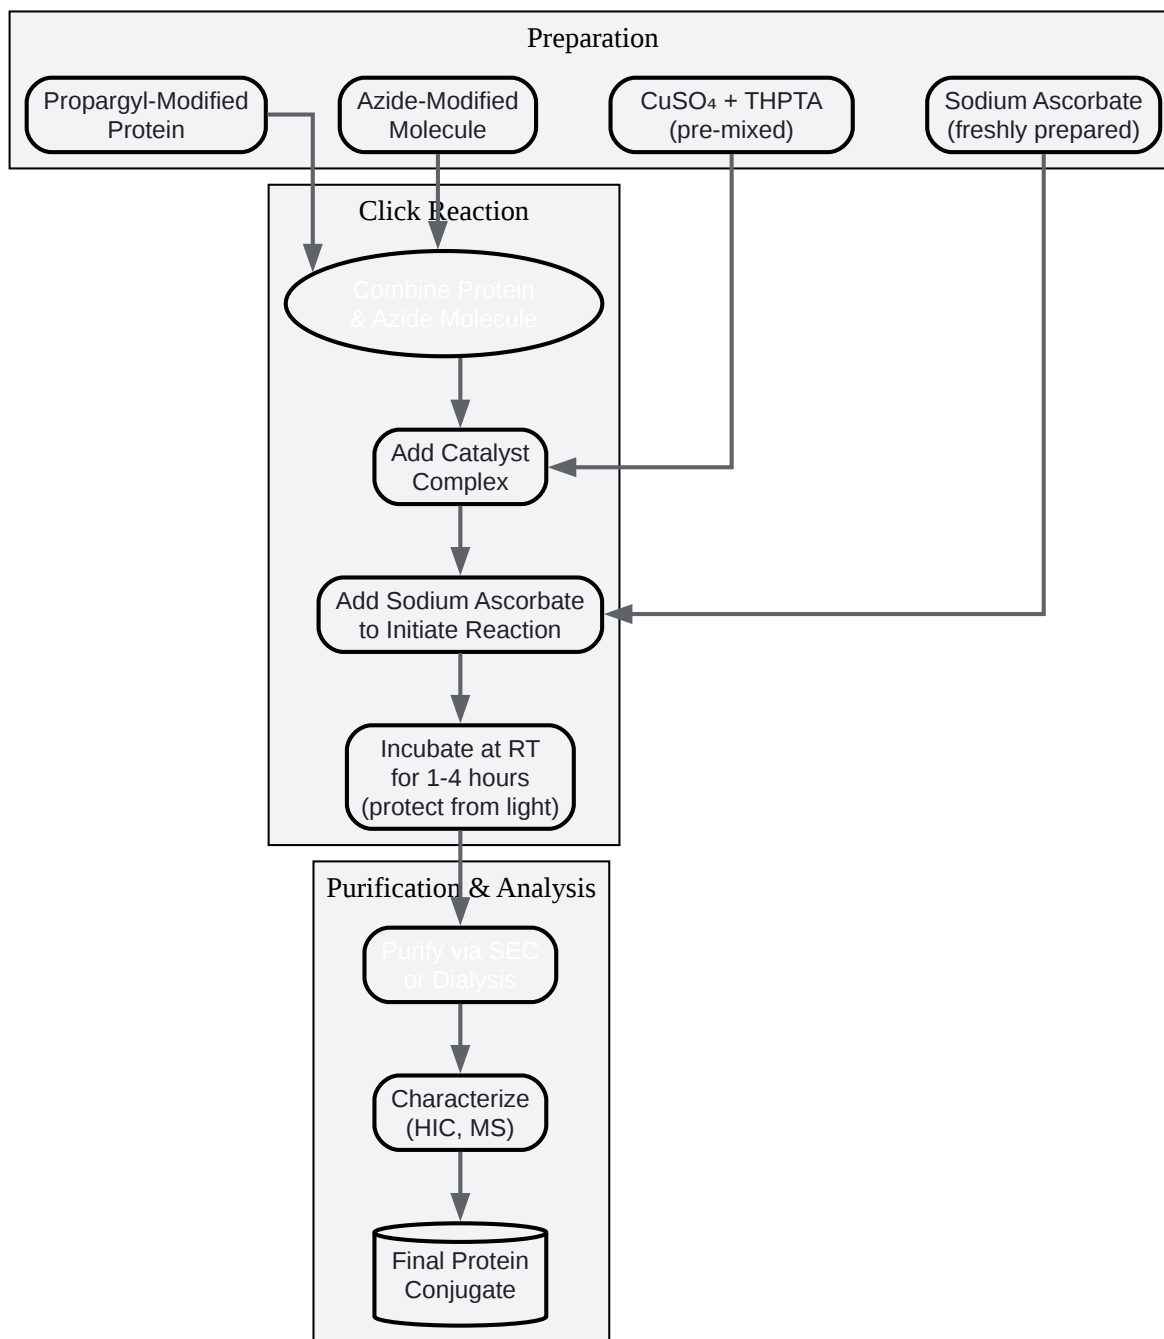 Preparation
Propargyl-Modified
Protein
Azide-Modified
Molecule
CuSO₄ + THPTA
(pre-mixed)
Sodium Ascorbate
(freshly prepared)
Click Reaction
Combine Protein
& Azide Molecule
Add Catalyst
Complex
Add Sodium Ascorbate
to Initiate Reaction
Incubate at RT
for 1-4 hours
(protect from light)
Purification & Analysis
Purify via SEC
or Dialysis
Characterize
(HIC, MS)
Final Protein
Conjugate